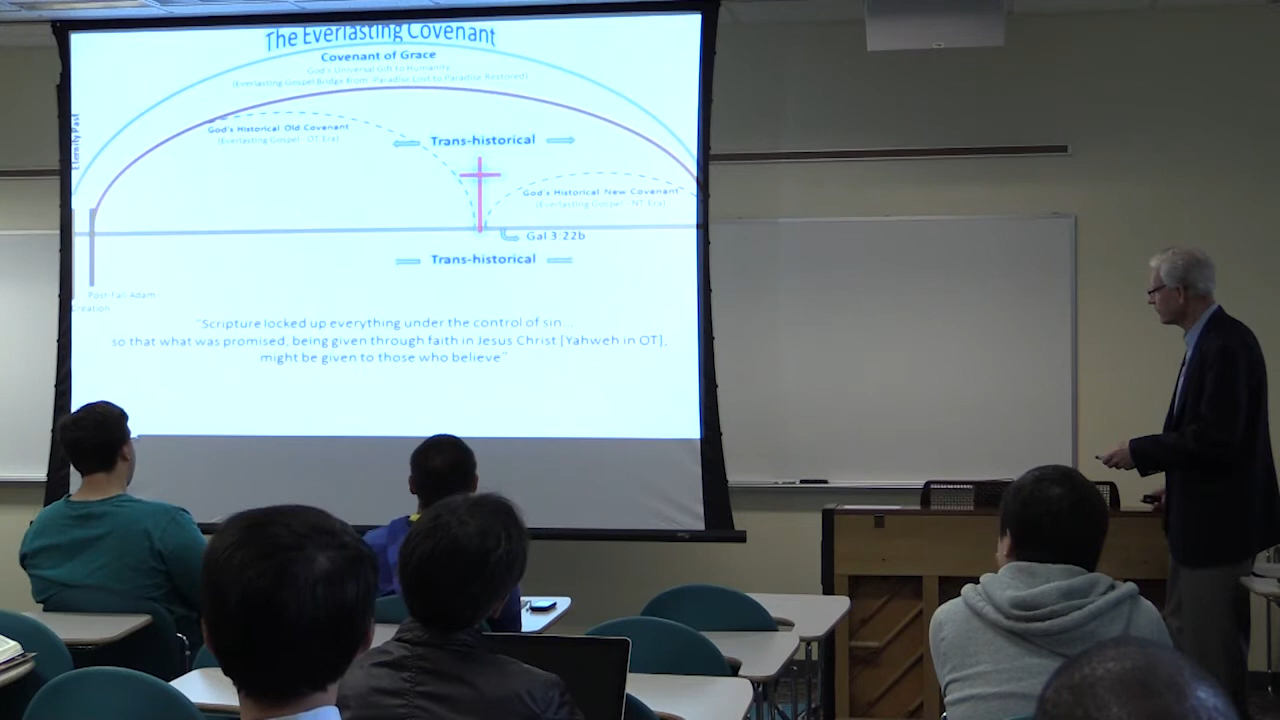 The Everlasting Covenant
Covenant of Grace
God's Universal Gift to Humanity
(Everlasting Gospel Bridge from Paradise Lost to Paradise Restored)
Eternity Past
God's Historical Old Covenant
(Everlasting Gospel - OT Era)
Trans-historical
God's Historical New Covenant
(Everlasting Gospel - NT Era)
Gal 3 22b
Trans-historical
Post-Fall Adam
Creation
"Scripture locked up everything under the control of sin...
so that what was promised, being given through faith in Jesus Christ [Yahweh in OT],
might be given to those who believe"